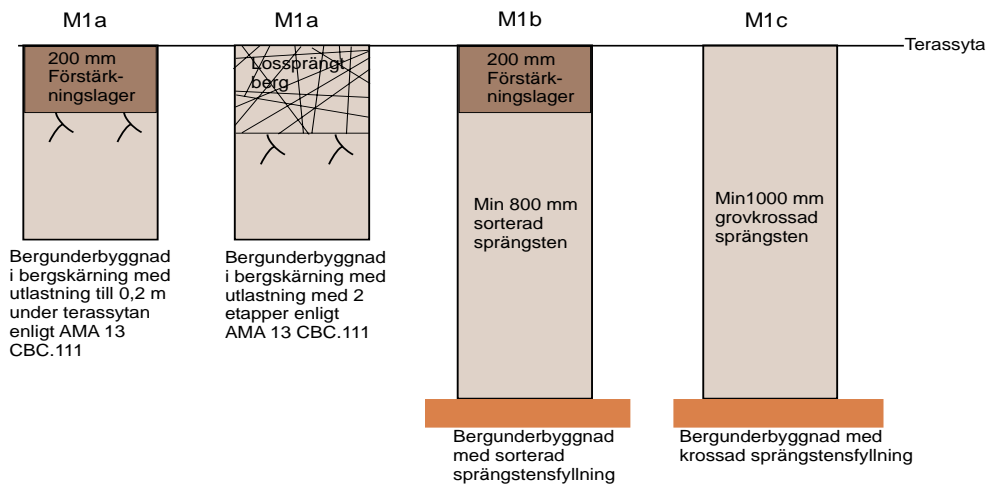 M1a
M1a
M1b
M1c
Terassyta
200 mm
Förstärk-
ningslager
Lössprängt
berg
200 mm
Förstärk-
ningslager
Min 800 mm
sorterad
sprängsten
Min1000 mm
grovkrossad
sprängsten
Bergunderbyggnad
i bergskärning med
utlastning till 0,2 m
under terassytan
enligt AMA 13
CBC.111
Bergunderbyggnad
i bergskärning med
utlastning med 2
etapper enligt
AMA 13 CBC.111
Bergunderbyggnad
med sorterad
sprängstensfyllning
Bergunderbyggnad med
krossad sprängstensfyllning